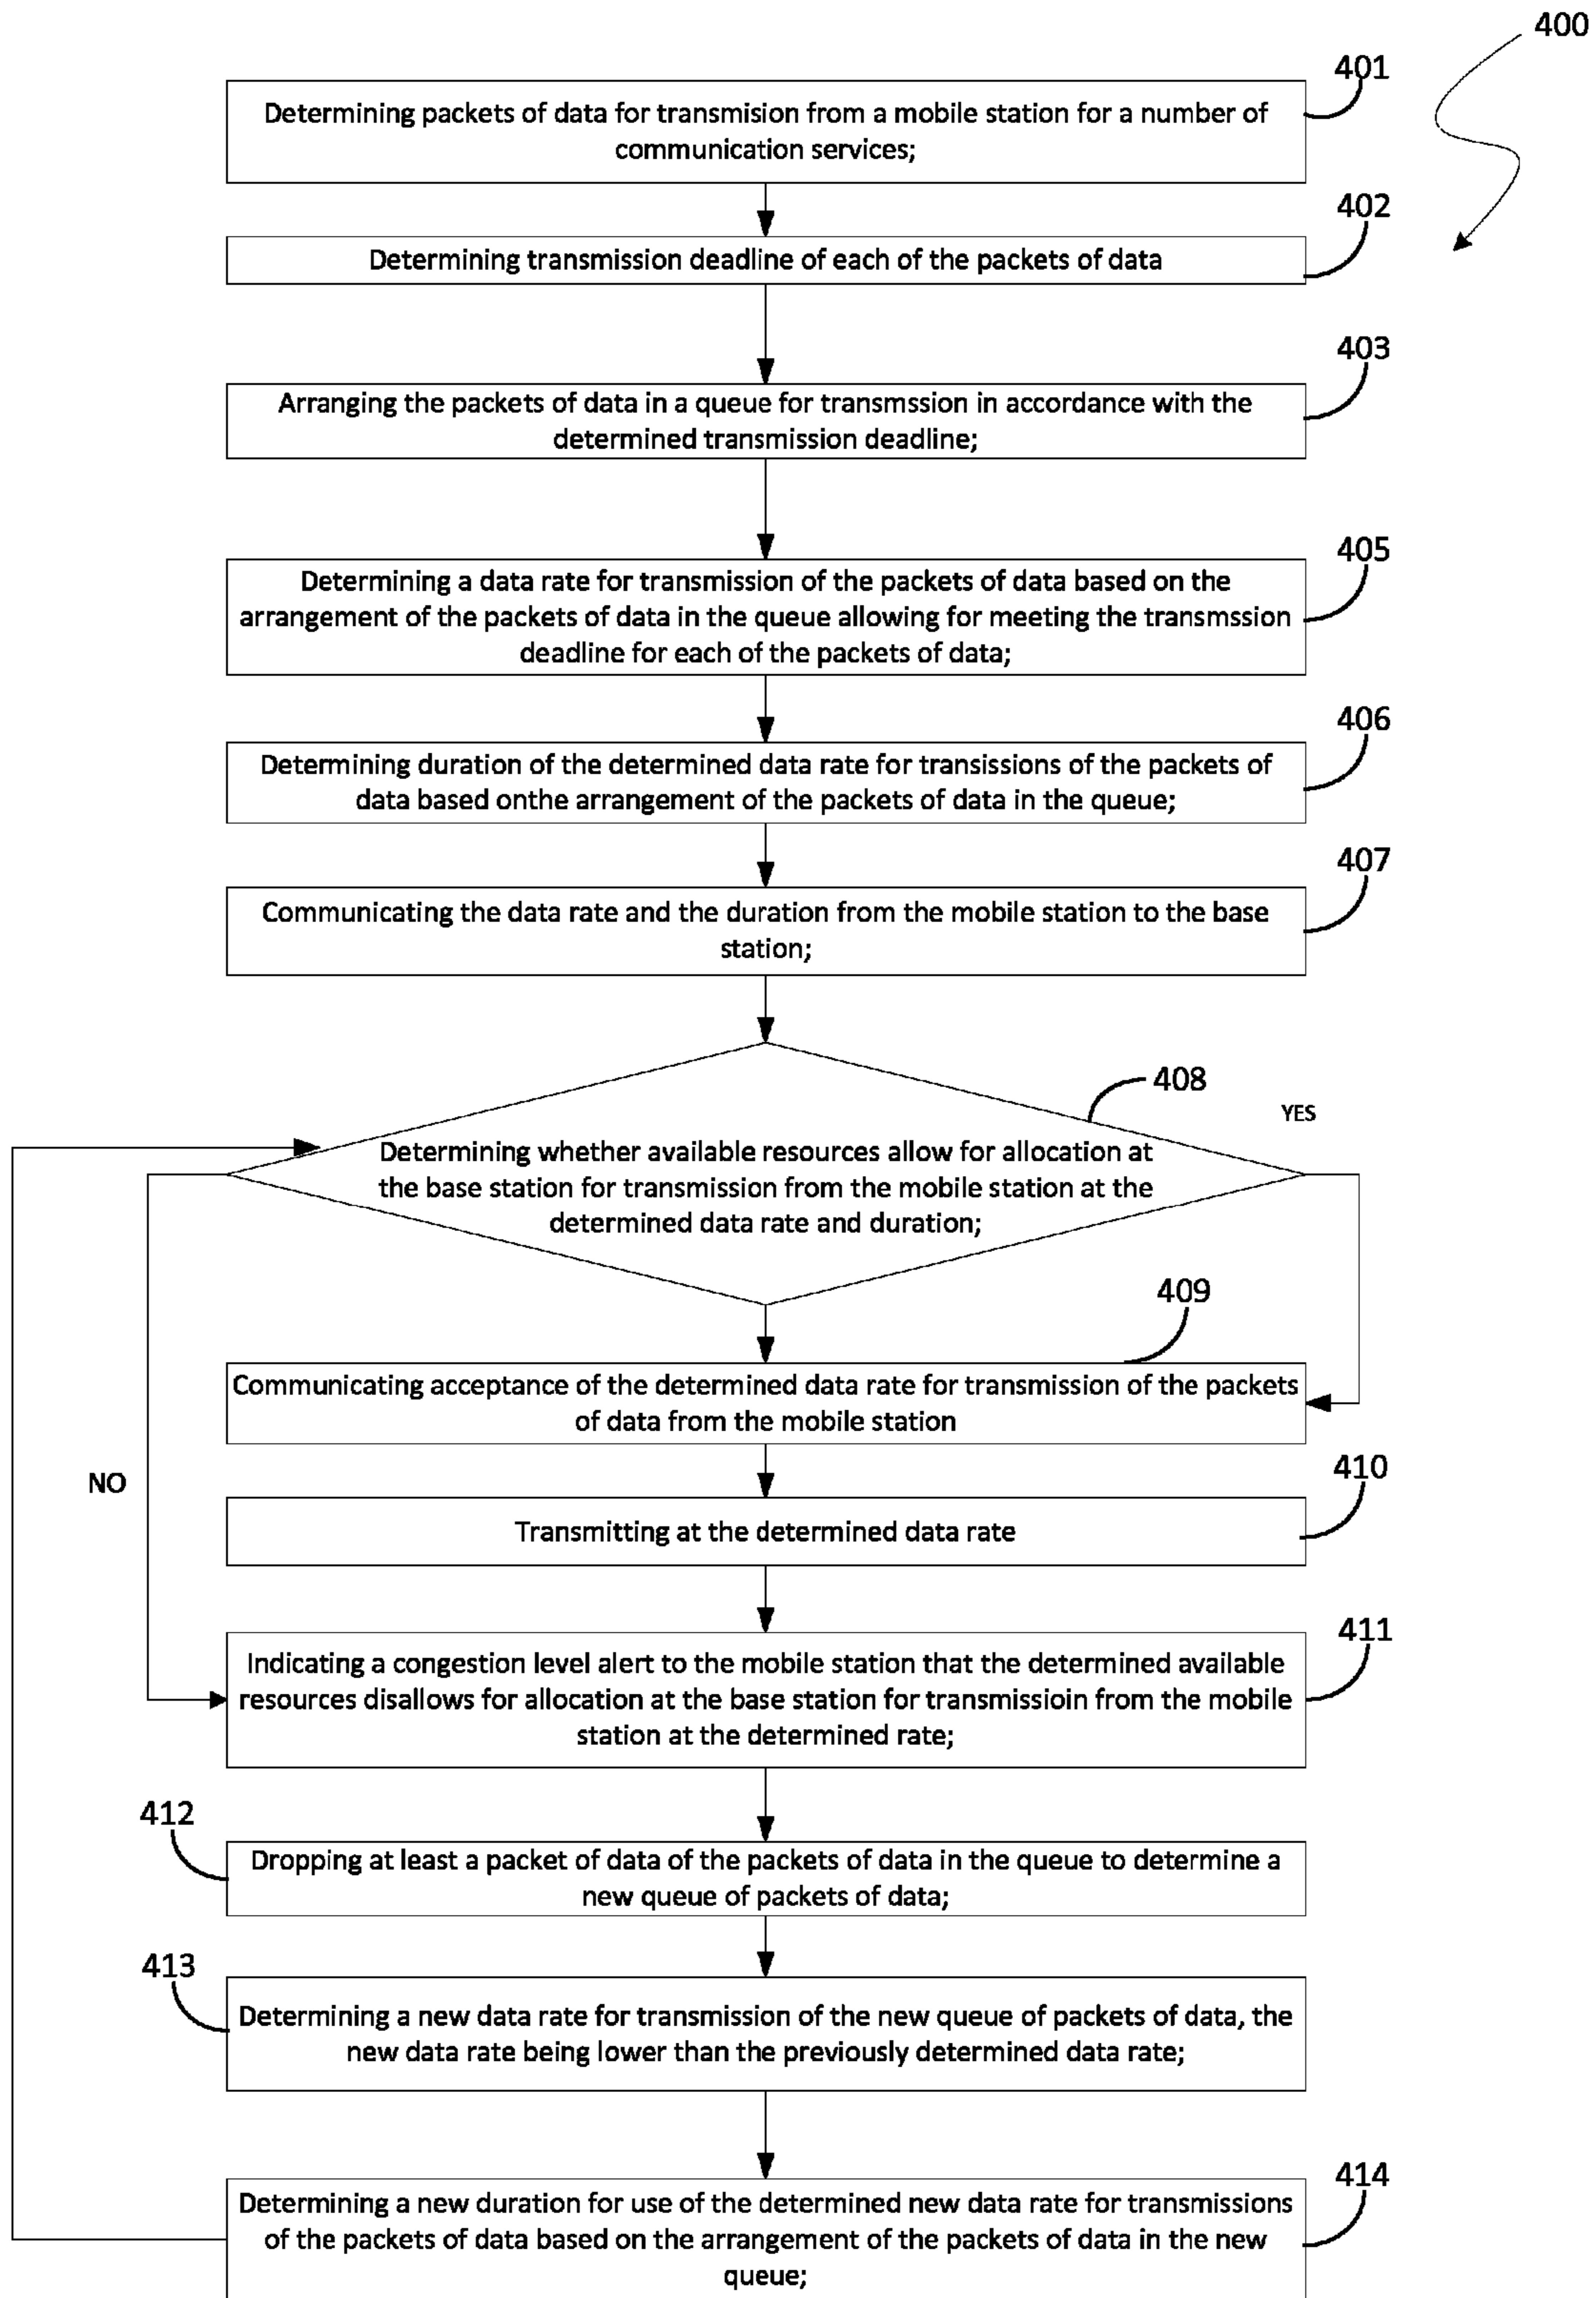 400
401
Determining packets of data for transmision from a mobile station for a number of
communication services;
402
Determining transmission deadline of each of the packets of data
403
Arranging the packets of data in a queue for transmssion in accordance with the
determined transmission deadline;
405
Determining a data rate for transmission of the packets of data based on the
arrangement of the packets of data in the queue allowing for meeting the transmssion
deadline for each of the packets of data;
406
Determining duration of the determined data rate for transissions of the packets of
data based onthe arrangement of the packets of data in the queue;
407
Communicating the data rate and the duration from the mobile station to the base
station;
408
YES
Determining whether available resources allow for allocation at
the base station for transmission from the mobile station at the
determined data rate and duration;
409
Communicating acceptance of the determined data rate for transmission of the packets
of data from the mobile station
NO
410
Transmitting at the determined data rate
411
Indicating a congestion level alert to the mobile station that the determined available
resources disallows for allocation at the base station for transmissioin from the mobile
station at the determined rate;
412
Dropping at least a packet of data of the packets of data in the queue to determine a
new queue of packets of data;
413
Determining a new data rate for transmission of the new queue of packets of data, the
new data rate being lower than the previously determined data rate;
414
Determining a new duration for use of the determined new data rate for transmissions
of the packets of data based on the arrangement of the packets of data in the new
queue;